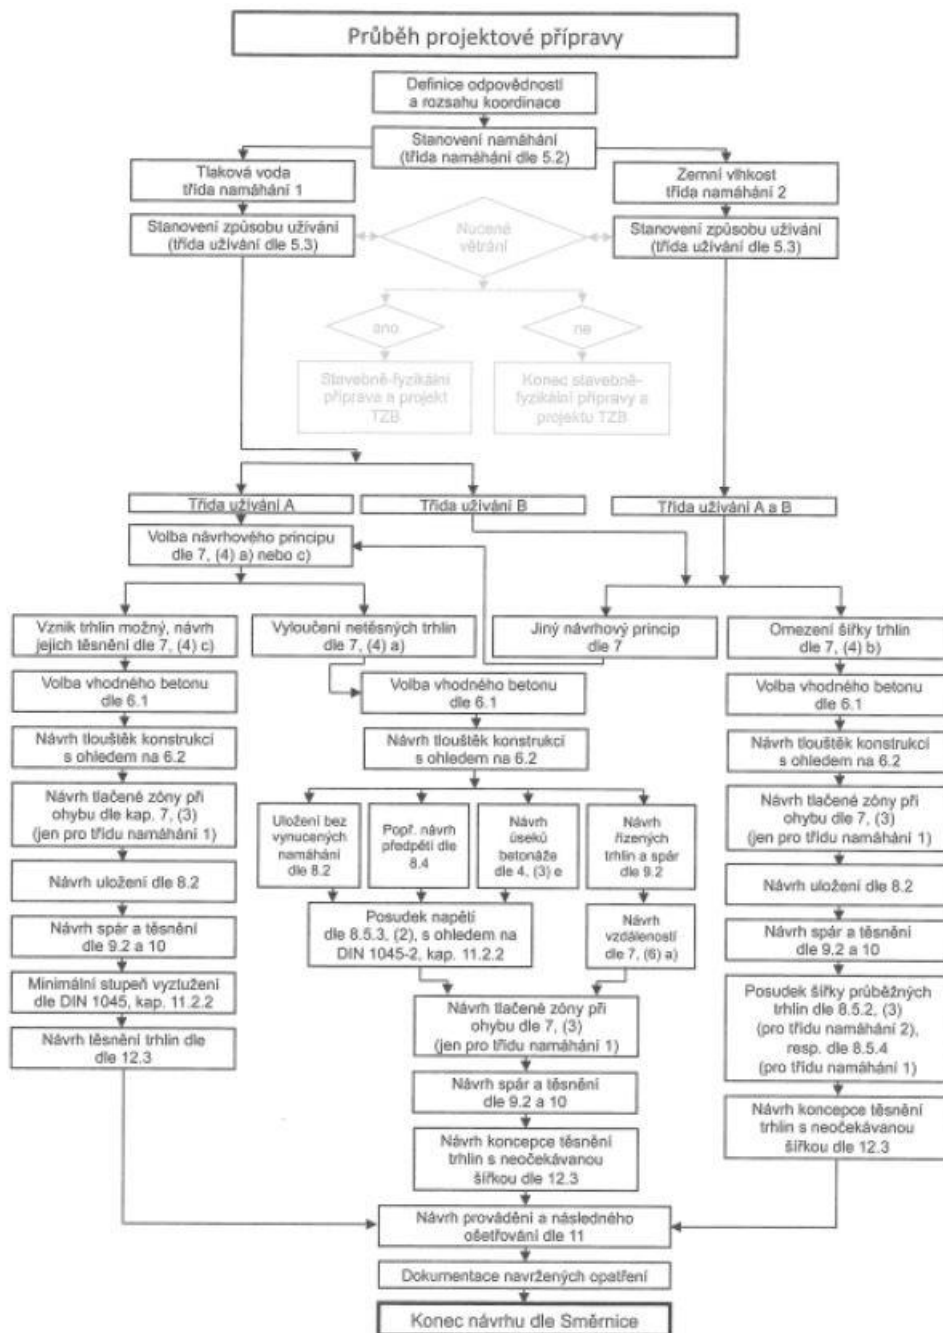 Průběh projektové přípravy
Definice odpovědností
a rozsahu koordinace
Stanovení namáhání
(třída namáhání dle 5.2)
Tlaková voda
třída namáhání 1
Zemní vlhkost
třída namáhání 2
Stanovení způsobu užívání
(třída užívání dle 5.3)
Nucené
větrání
Stanovení způsobu užívání
(třída užívání dle 5.3)
ano
ne
Stavebně-fyzikální
příprava a projekt
TZB
Konec stavebně-
fyzikální přípravy a
projektu TZB
Třída užívání A
Třída užívání B
Třída užívání A a B
Volba návrhového principu
dle 7, (4) a) nebo c)
Vznik trhlin možný, návrh
jejich těsnění dle 7, (4) c)
Vyloučení netěsných trhlin
dle 7, (4) a)
Jiný návrhový princip
dle 7
Omezení šířky trhlin
dle 7, (4) b)
Volba vhodného betonu
dle 6.1
Volba vhodného betonu
dle 6.1
Volba vhodného betonu
dle 6.1
Návrh tlouštěk konstrukcí
s ohledem na 6.2
Návrh tlouštěk konstrukcí
s ohledem na 6.2
Návrh tlouštěk konstrukcí
s ohledem na 6.2
Návrh tlačené zóny při
ohybu dle kap. 7, (3)
(jen pro třídu namáhání 1)
Uložení bez
vynucených
namáhání
dle 8.2
Popř. návrh
předpětí dle
8.4
Návrh
úseků
betonáže
dle 4, (3) e
Návrh
řízených
trhlin a spár
dle 9.2
Návrh tlačené zóny při
ohybu dle 7, (3)
(jen pro třídu namáhání 1)
Návrh uložení dle 8.2
Návrh uložení dle 8.2
Návrh spár a těsnění
dle 9.2 a 10
Posudek napětí
dle 8.5.3, (2), s ohledem na
DIN 1045-2, kap. 11.2.2
Návrh
vzdáleností
dle 7, (6) a)
Návrh spár a těsnění
dle 9.2 a 10
Minimální stupeň vyztužení
dle DIN 1045, kap. 11.2.2
Návrh tlačené zóny při
ohybu dle 7, (3)
(jen pro třídu namáhání 1)
Posudek šířky průběžných
trhlin dle 8.5.2, (3)
(pro třídu namáhání 2),
resp. dle 8.5.4
(pro třídu namáhání 1)
Návrh těsnění trhlin dle
dle 12.3
Návrh spár a těsnění
dle 9.2 a 10
Návrh koncepce těsnění
trhlin s neočekávanou
šířkou dle 12.3
Návrh koncepce těsnění
trhlin s neočekávanou
šířkou dle 12.3
Návrh provádění a následného
ošetřování dle 11
Dokumentace navržených opatření
Konec návrhu dle Směrnice